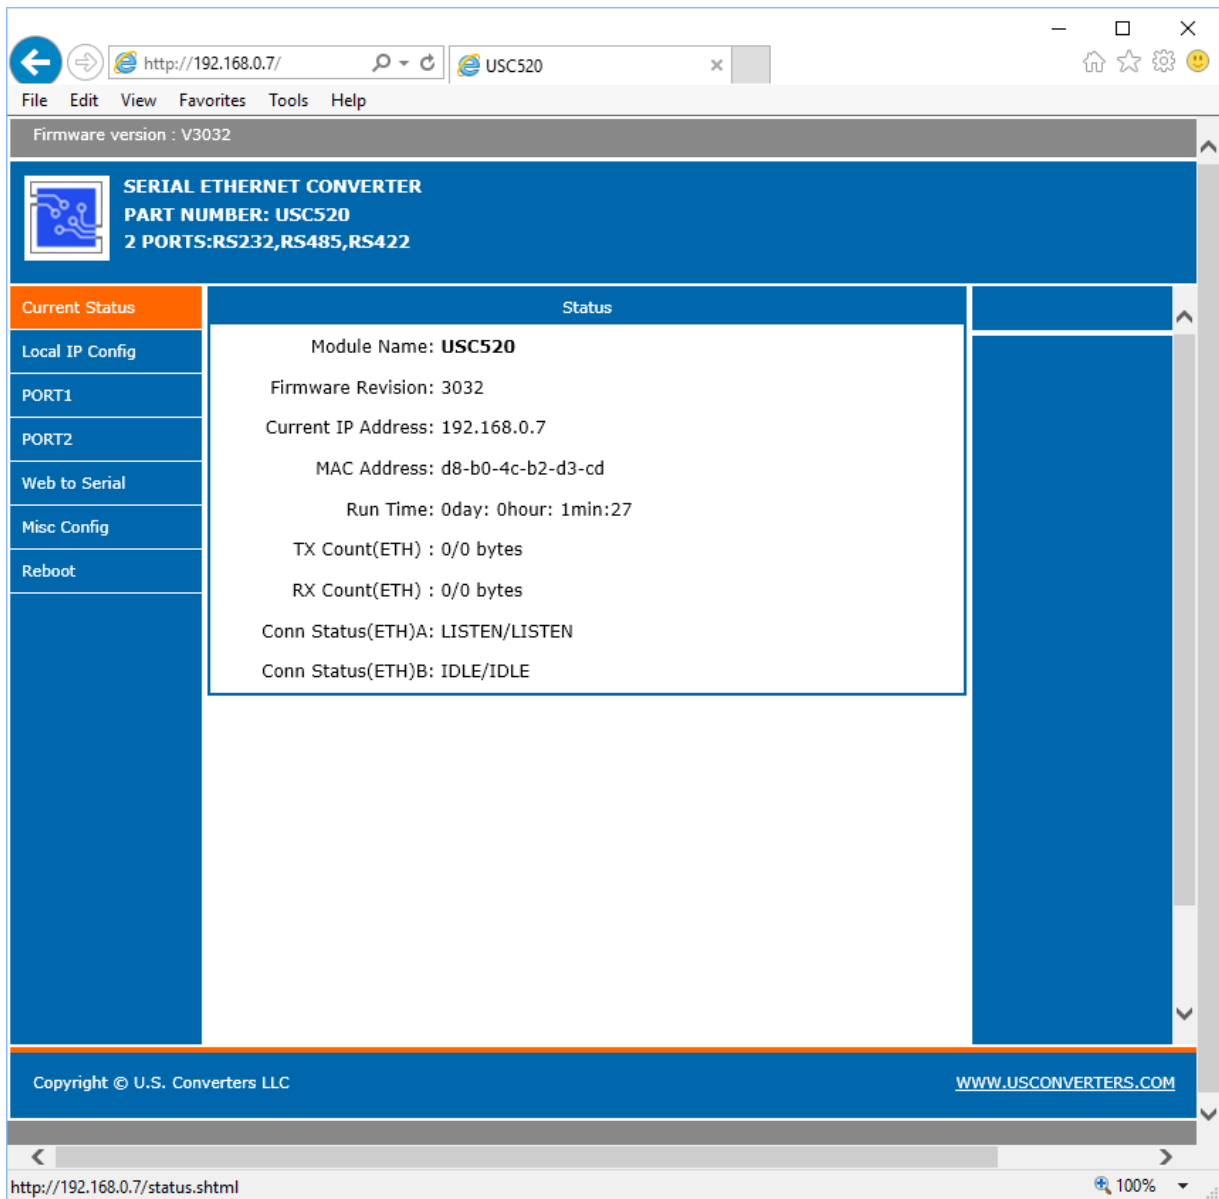 http://192.168.0.7/
USC520
File Edit View Favorites Tools Help
Firmware version : V3032
SERIAL ETHERNET CONVERTER
PART NUMBER: USC520
2 PORTS:RS232,RS485,RS422
Current Status
Local IP Config
PORT1
PORT2
Web to Serial
Misc Config
Reboot
Status
Module Name: USC520
Firmware Revision: 3032
Current IP Address: 192.168.0.7
MAC Address: d8-b0-4c-b2-d3-cd
Run Time: 0day: 0hour: 1min:27
TX Count(ETH) : 0/0 bytes
RX Count(ETH) : 0/0 bytes
Conn Status(ETH)A: LISTEN/LISTEN
Conn Status(ETH)B: IDLE/IDLE
Copyright © U.S. Converters LLC
WWW.USCONVERTERS.COM
http://192.168.0.7/status.shtml
100%